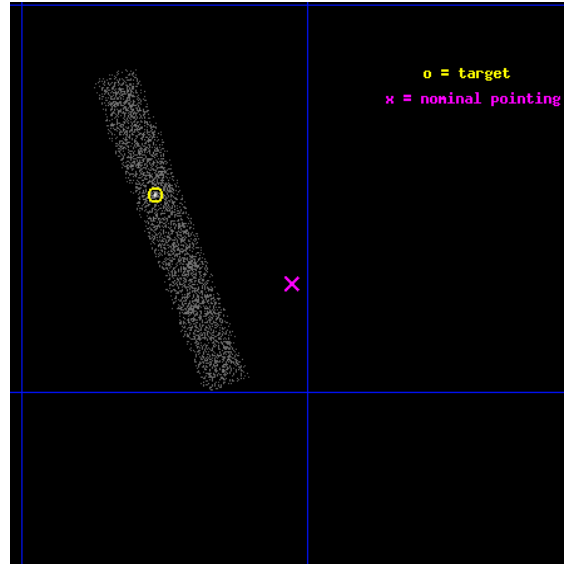 o = target
x = nominal pointing